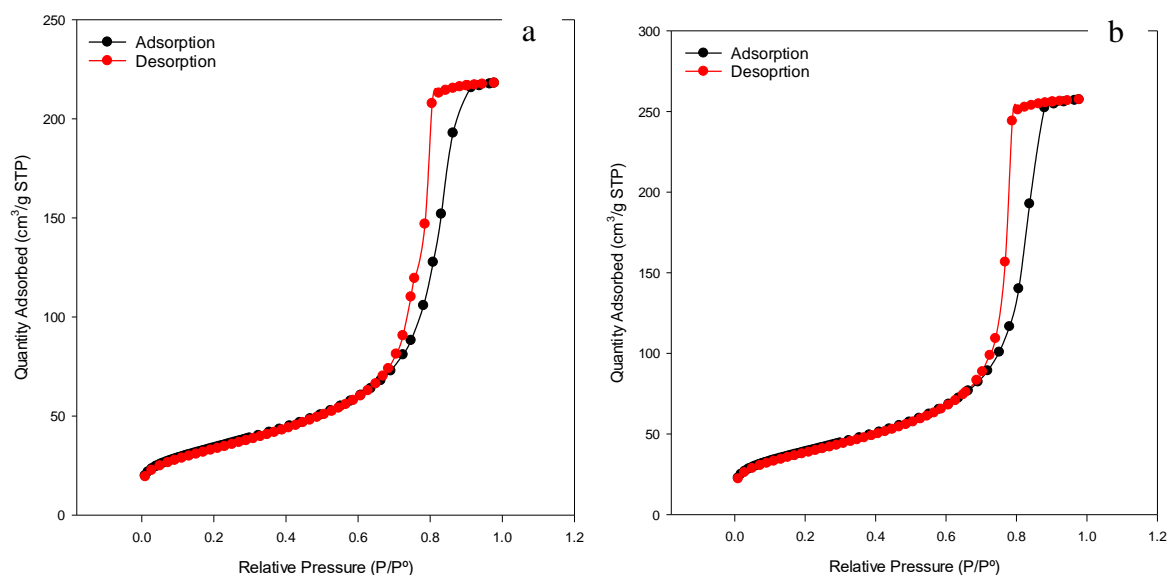 a
Adsorption
Desorption
250
200
150
100
50
0
Quantity Adsorbed (cm³/g STP)
0.0 0.2 0.4 0.6 0.8 1.0 1.2
Relative Pressure (P/Pº)
b
Adsorption
Desoprtion
300
250
200
150
100
50
0
Quantity Adsorbed (cm³/g STP)
0.0 0.2 0.4 0.6 0.8 1.0 1.2
Relative Pressure (P/Pº)